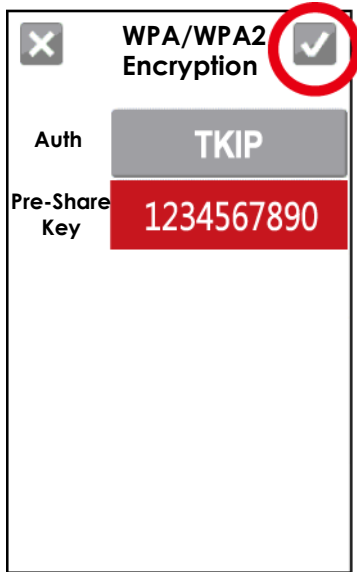 WPA/WPA2
Encryption
Auth
TKIP
Pre-Share
Key
1234567890